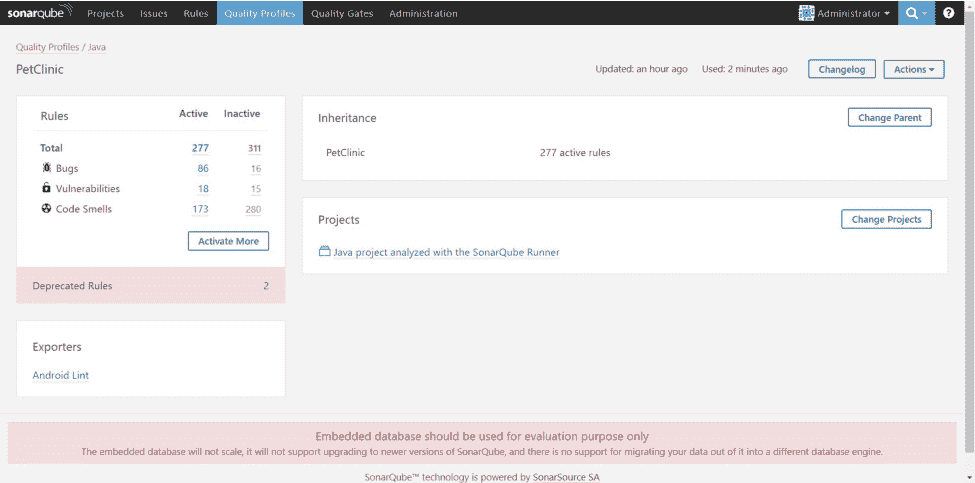 sonarqube Projects Issues Rules Quality Profiles Quality Gates Administration Administrator ?
Quality Profiles / Java
PetClinic
Updated: an hour ago Used: 2 minutes ago Changelog Actions
Rules Active Inactive
Total 277 311
Bugs 86 16
Vulnerabilities 18 15
Code Smells 173 280
Activate More
Deprecated Rules 2
Exporters
Android Lint
Inheritance Change Parent
PetClinic 277 active rules
Projects Change Projects
Java project analyzed with the SonarQube Runner
Embedded database should be used for evaluation purpose only
The embedded database will not scale, it will not support upgrading to newer versions of SonarQube, and there is no support for migrating your data out of it into a different database engine.
SonarQube™ technology is powered by SonarSource SA